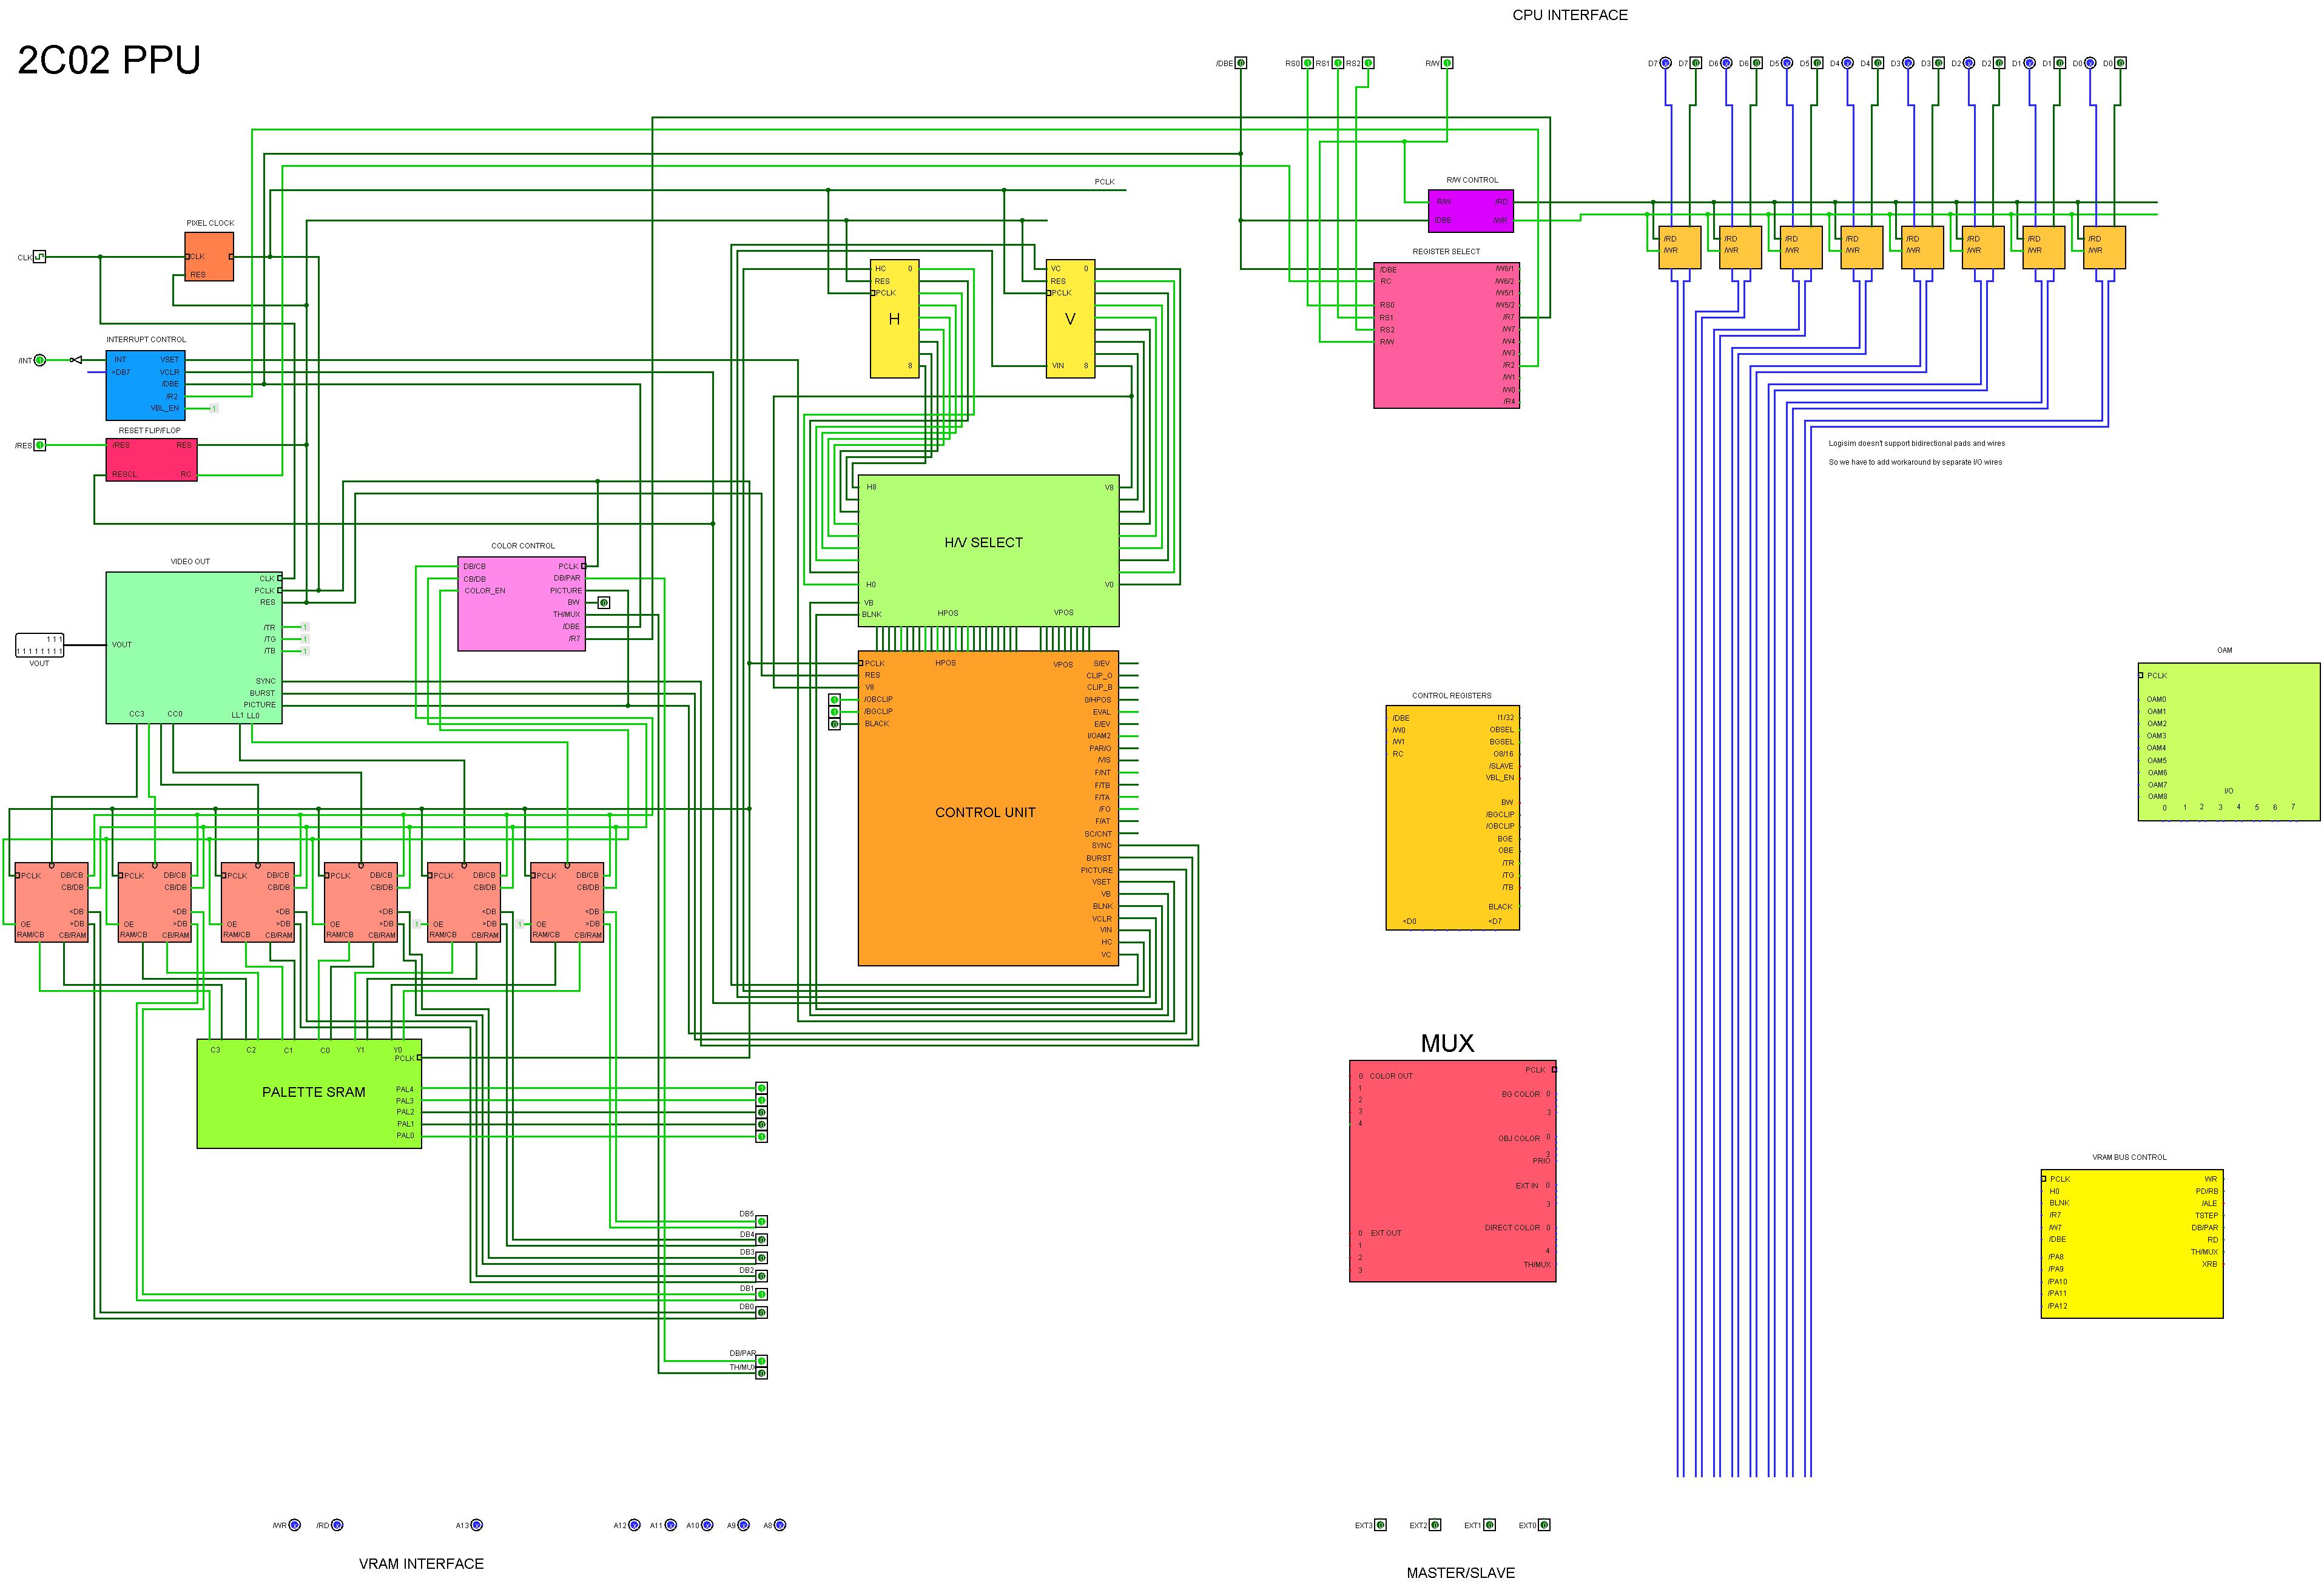 CPU INTERFACE
2C02 PPU
/DBE
RS0
RS1
RS2
R/W
D7
D7
D6
D6
D5
D5
D4
D4
D3
D3
D2
D2
D1
D1
D0
D0
PCLK
R/W CONTROL
R/W /RD
/DBE /WR
PIXEL CLOCK
CLK
CLK
RES
REGISTER SELECT
/DBE /W6/1
RC /W6/2
/W5/1
RS0 /W5/2
RS1 /R7
RS2 /W7
R/W /W4
/W3
/R2
/W1
/W0
/R4
/RD
/WR
/RD
/WR
/RD
/WR
/RD
/WR
/RD
/WR
/RD
/WR
/RD
/WR
/RD
/WR
HC 0
RES
PCLK
H
8
VC 0
RES
PCLK
V
VIN 8
INTERRUPT CONTROL
/INT
INT VSET
>DB7 VCLR
/DBE
/R2
VBL_EN 1
RESET FLIP/FLOP
/RES
/RES RES
RESCL RC
Logisim doesn't support bidirectional pads and wires
So we have to add workaround by separate I/O wires
H8 V8
H/V SELECT
H0 V0
VB
BLNK
HPOS VPOS
VIDEO OUT
CLK
PCLK
RES
/TR 1
/TG 1
/TB 1
VOUT
SYNC
BURST
PICTURE
CC3 CC0 LL1 LL0
1 1 1
1 1 1 1 1 1 1 1
VOUT
COLOR CONTROL
DB/CB PCLK
CB/DB DB/PAR
COLOR_EN PICTURE
BW
TH/MUX
/DBE
/R7
PCLK HPOS VPOS S/EV
RES CLIP_O
V8 CLIP_B
/OBCLIP 0/HPOS
/BGCLIP EVAL
BLACK E/EV
I/OAM2
PAR/O
/VIS
F/NT
F/TB
F/TA
CONTROL UNIT
/FO
F/AT
SC/CNT
SYNC
BURST
PICTURE
VSET
VB
BLNK
VCLR
VIN
HC
VC
CONTROL REGISTERS
/DBE I1/32
/W0 OBSEL
/W1 BGSEL
RC O8/16
/SLAVE
VBL_EN
BW
/BGCLIP
/OBCLIP
BGE
OBE
/TR
/TG
/TB
BLACK
<D0 <D7
OAM
PCLK
OAM0
OAM1
OAM2
OAM3
OAM4
OAM5
OAM6
OAM7
OAM8
I/O
0 1 2 3 4 5 6 7
PCLK DB/CB
CB/DB
<DB
OE >DB
RAM/CB CB/RAM
PCLK DB/CB
CB/DB
<DB
OE >DB
RAM/CB CB/RAM
PCLK DB/CB
CB/DB
<DB
OE >DB
RAM/CB CB/RAM
PCLK DB/CB
CB/DB
<DB
OE >DB
RAM/CB CB/RAM
PCLK DB/CB
CB/DB
<DB
1 OE >DB
RAM/CB CB/RAM
PCLK DB/CB
CB/DB
<DB
1 OE >DB
RAM/CB CB/RAM
C3 C2 C1 C0 Y1 Y0
PCLK
PALETTE SRAM
PAL4
PAL3
PAL2
PAL1
PAL0
MUX
PCLK
0 COLOR OUT
1
2
3
4
BG COLOR 0
3
OBJ COLOR 0
3
PRIO
EXT IN 0
3
DIRECT COLOR 0
4
TH/MUX
0 EXT OUT
1
2
3
VRAM BUS CONTROL
PCLK WR
H0 PD/RB
BLNK /ALE
/R7 TSTEP
/W7 DB/PAR
/DBE RD
/PA8 TH/MUX
/PA9 XRB
/PA10
/PA11
/PA12
DB5
DB4
DB3
DB2
DB1
DB0
DB/PAR
TH/MUX
/WR
/RD
A13
A12
A11
A10
A9
A8
EXT3
EXT2
EXT1
EXT0
VRAM INTERFACE
MASTER/SLAVE